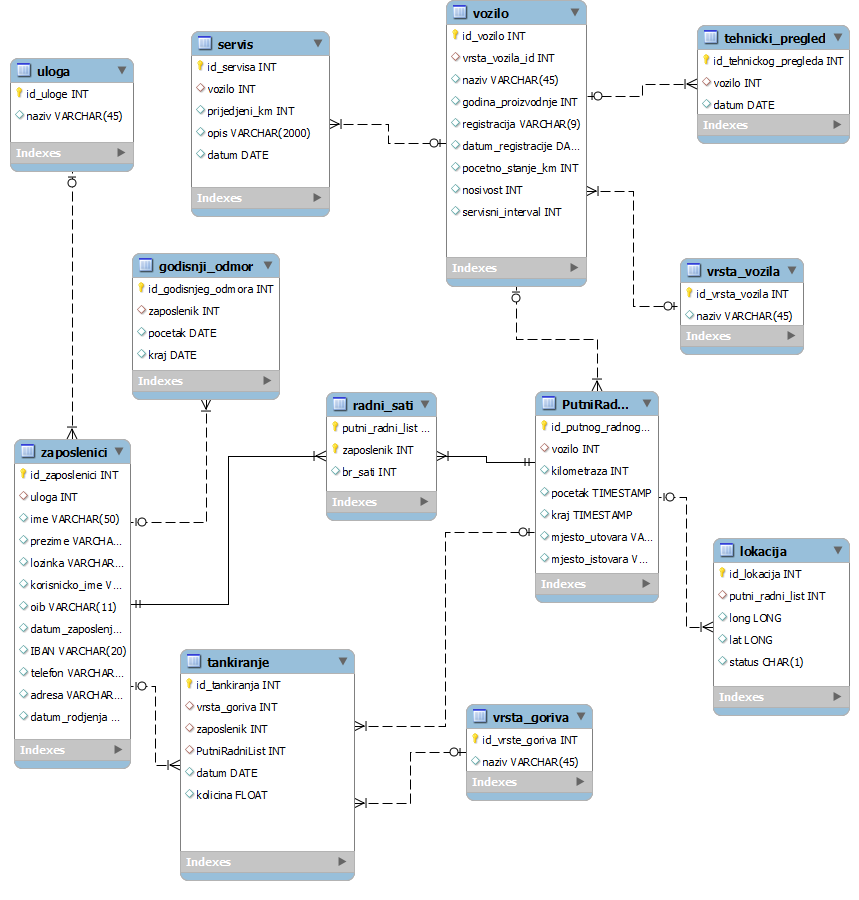 uloga
id_uloge INT
naziv VARCHAR(45)
Indexes
servis
id_servisa INT
vozilo INT
prijedjeni_km INT
opis VARCHAR(2000)
datum DATE
Indexes
vozilo
id_vozilo INT
vrsta_vozila_id INT
naziv VARCHAR(45)
godina_proizvodnje INT
registracija VARCHAR(9)
datum_registracije DA...
pocetno_stanje_km INT
nosivost INT
servisni_interval INT
Indexes
tehnicki_pregled
id_tehnickog_pregleda INT
vozilo INT
datum DATE
Indexes
godisnji_odmor
id_godisnjeg_odmora INT
zaposlenik INT
pocetak DATE
kraj DATE
Indexes
vrsta_vozila
id_vrsta_vozila INT
naziv VARCHAR(45)
Indexes
radni_sati
putni_radni_list ...
zaposlenik INT
br_sati INT
Indexes
PutniRad...
id_putnog_radnog...
vozilo INT
kilometraza INT
pocetak TIMESTAMP
kraj TIMESTAMP
mjesto_utovara VA...
mjesto_istovara V...
Indexes
zaposlenici
id_zaposlenici INT
uloga INT
ime VARCHAR(50)
prezime VARCHA...
lozinka VARCHAR...
korisnicko_ime V...
oib VARCHAR(11)
datum_zaposlenj...
IBAN VARCHAR(20)
telefon VARCHAR...
adresa VARCHAR...
datum_rodjenja ...
Indexes
lokacija
id_lokacija INT
putni_radni_list INT
long LONG
lat LONG
status CHAR(1)
Indexes
tankiranje
id_tankiranja INT
vrsta_goriva INT
zaposlenik INT
PutniRadniList INT
datum DATE
kolicina FLOAT
Indexes
vrsta_goriva
id_vrste_goriva INT
naziv VARCHAR(45)
Indexes